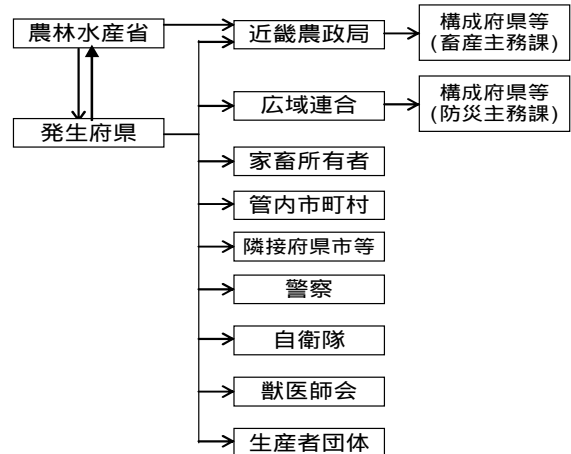 農林水産省
近畿農政局
構成府県等
(畜産主務課)
発生府県
広域連合
構成府県等
(防災主務課)
家畜所有者
管内市町村
隣接府県市等
警察
自衛隊
獣医師会
生産者団体